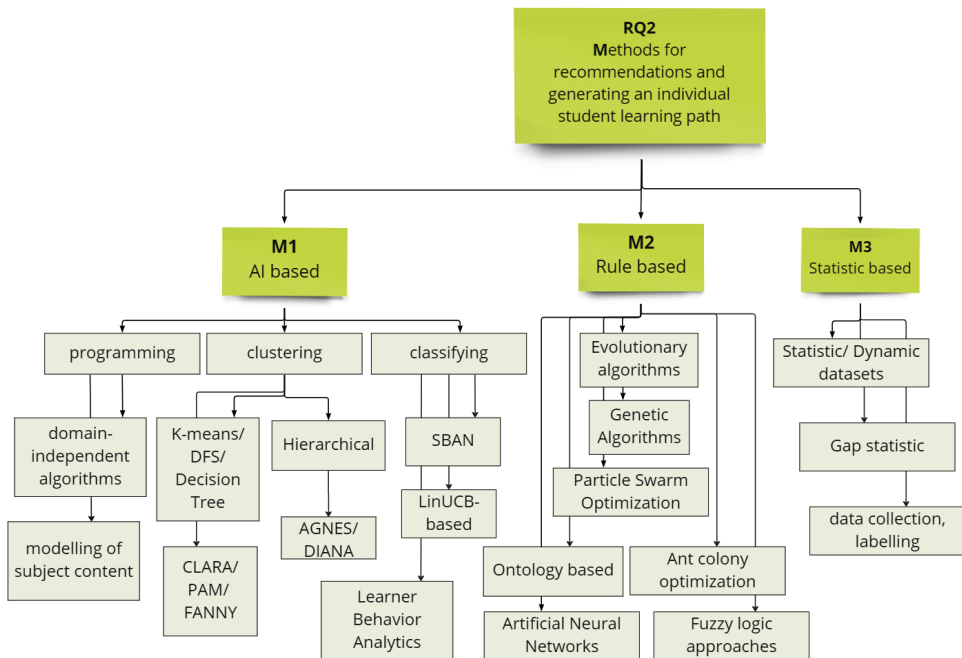 RQ2
Methods for
recommendations and
generating an individual
student learning path
M1
AI based
M2
Rule based
M3
Statistic based
programming
clustering
classifying
Evolutionary
algorithms
Statistic/ Dynamic
datasets
domain-
independent
algorithms
K-means/
DFS/
Decision
Tree
Hierarchical
SBAN
Genetic
Algorithms
Gap statistic
Particle Swarm
Optimization
LinUCB-
based
data collection,
labelling
modelling of
subject content
AGNES/
DIANA
CLARA/
PAM/
FANNY
Ontology based
Ant colony
optimization
Learner
Behavior
Analytics
Artificial Neural
Networks
Fuzzy logic
approaches